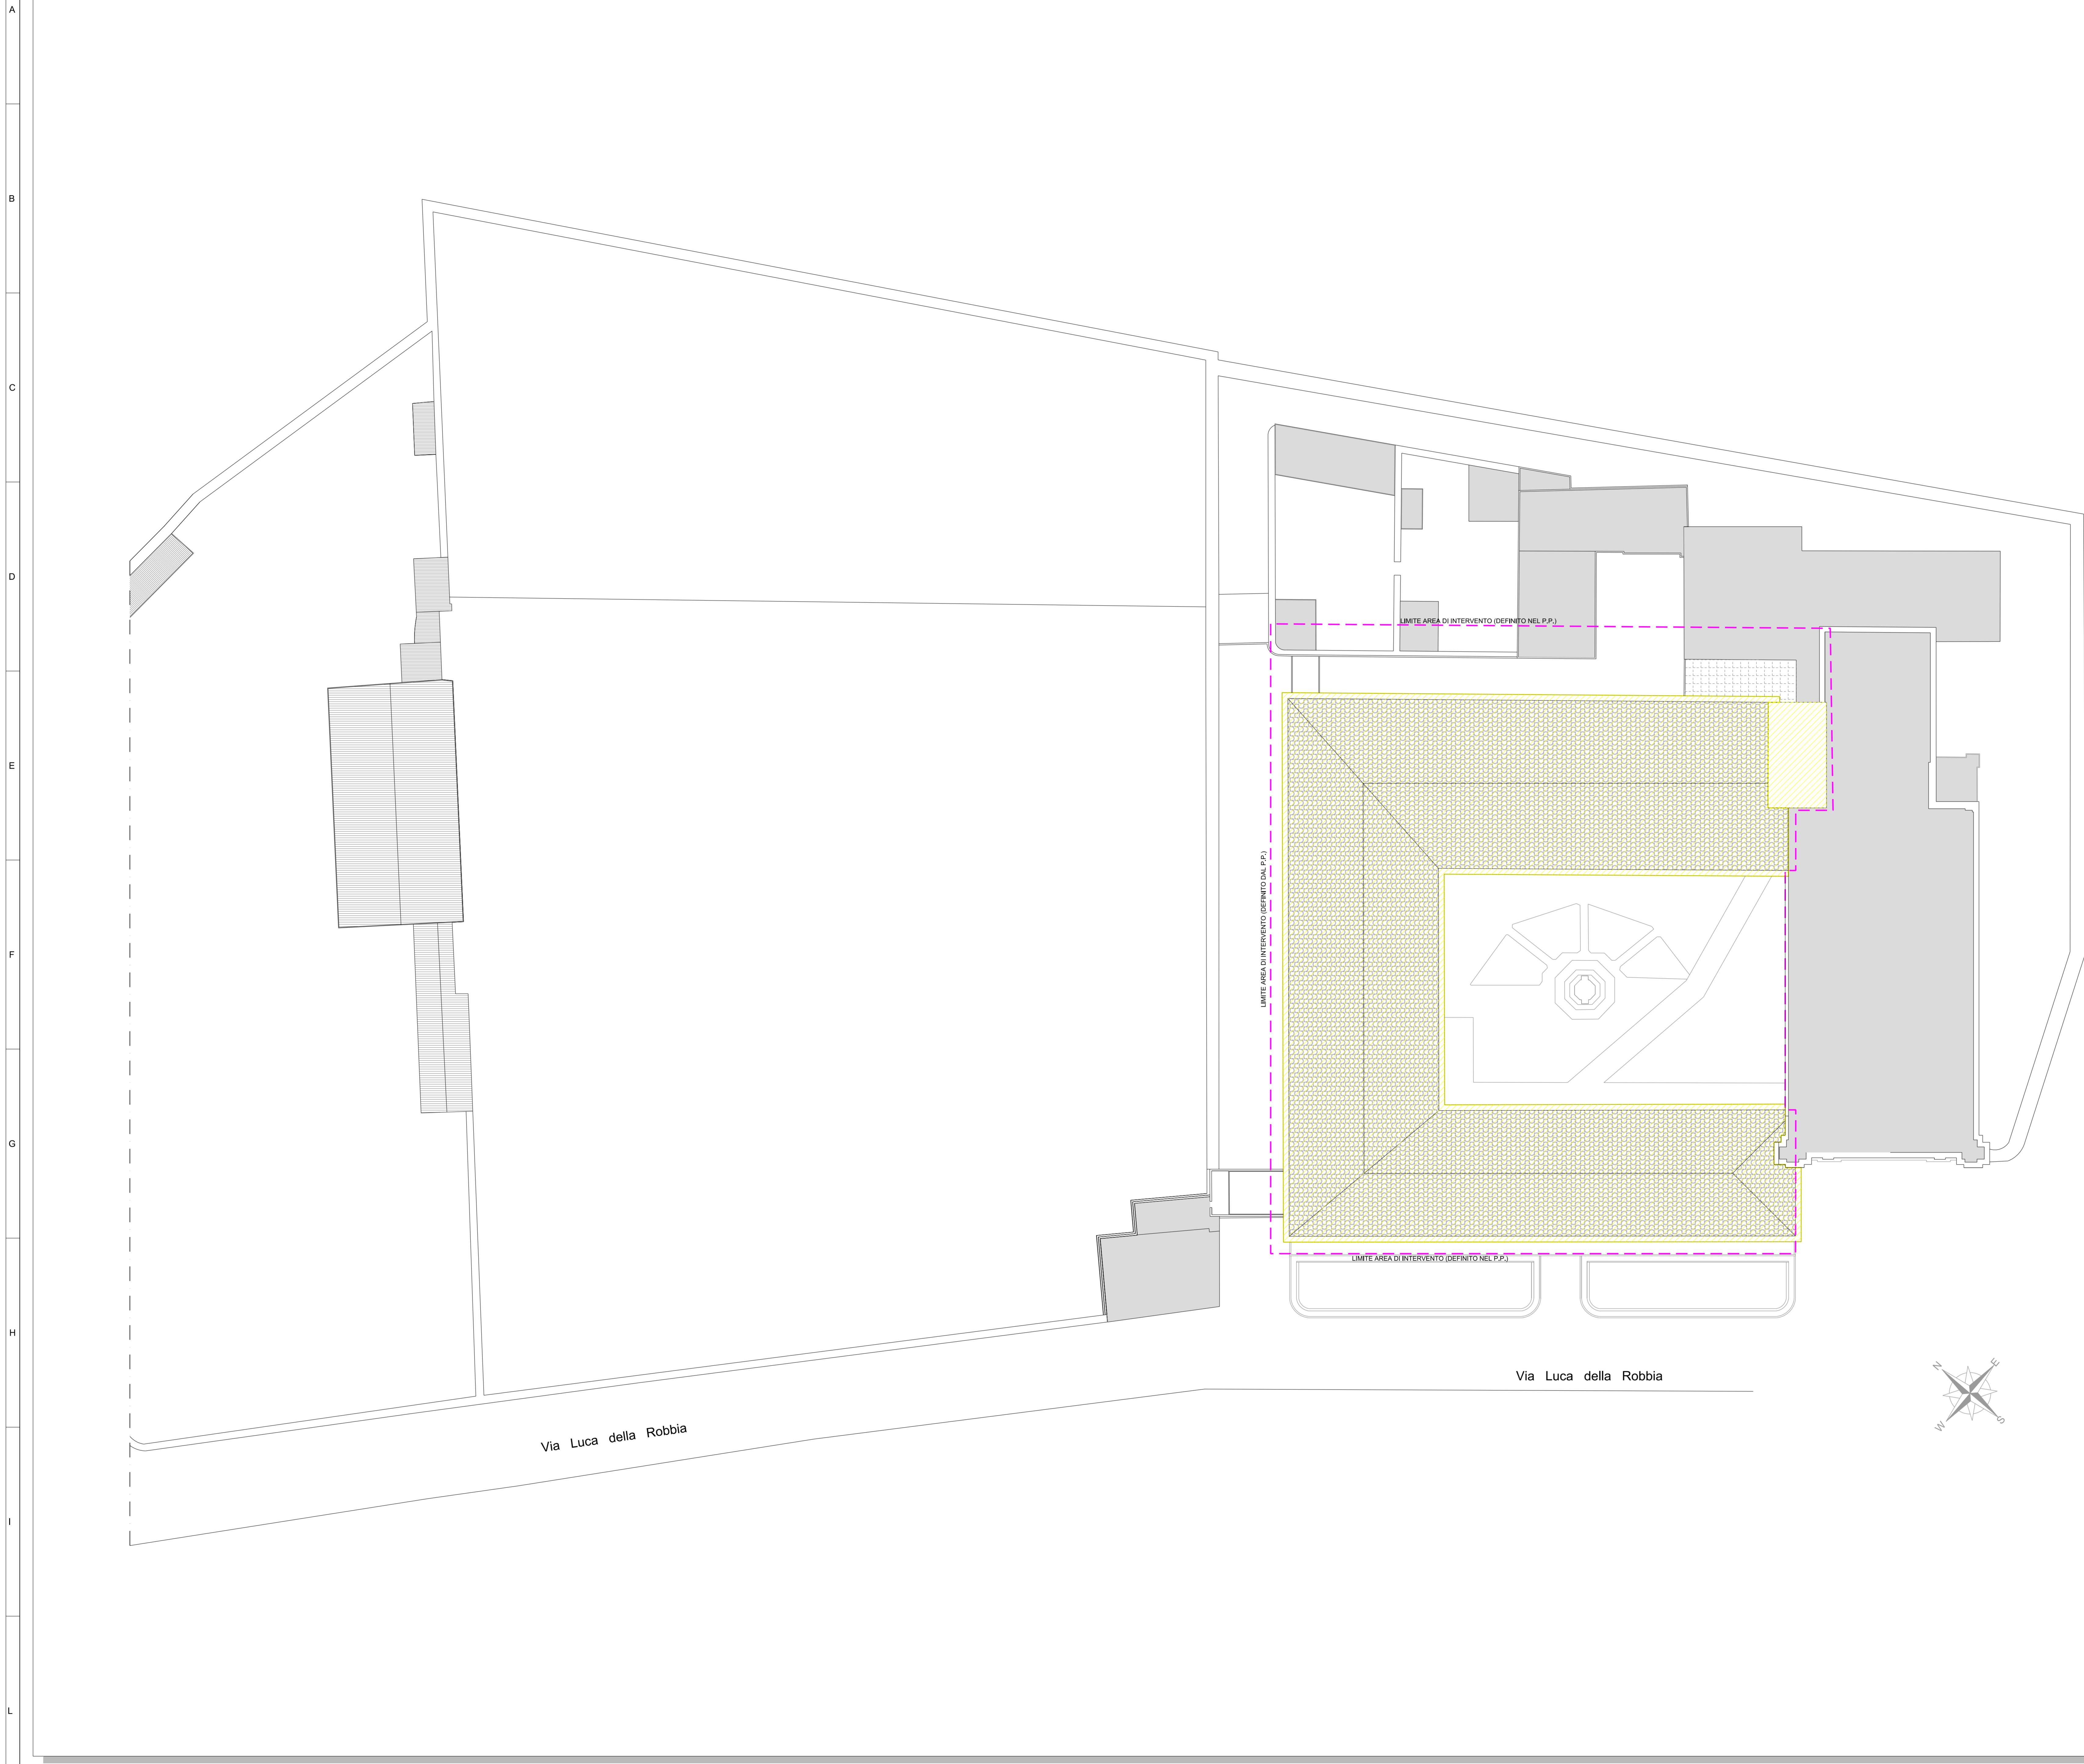 A
B
C
D
LIMITE AREA DI INTERVENTO (DEFINITO NEL P.P.)
E
LIMITE AREA DI INTERVENTO (DEFINITO DAL P.P.)
F
G
LIMITE AREA DI INTERVENTO (DEFINITO NEL P.P.)
H
N
E
W
S
Via Luca della Robbia
Via Luca della Robbia
I
L